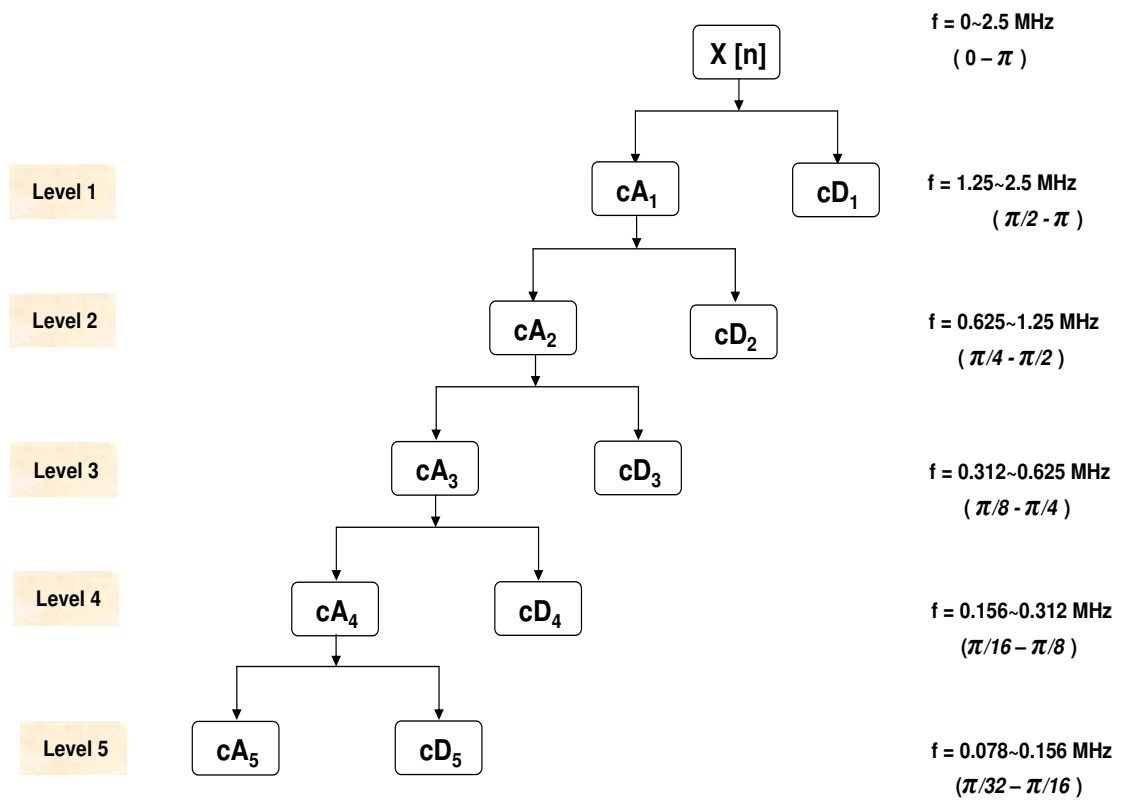 X [n]
f = 0~2.5 MHz
( 0 – π )
Level 1
cA₁
cD₁
f = 1.25~2.5 MHz
( π/2 - π )
Level 2
cA₂
cD₂
f = 0.625~1.25 MHz
( π/4 - π/2 )
Level 3
cA₃
cD₃
f = 0.312~0.625 MHz
( π/8 - π/4 )
Level 4
cA₄
cD₄
f = 0.156~0.312 MHz
(π/16 – π/8 )
Level 5
cA₅
cD₅
f = 0.078~0.156 MHz
(π/32 – π/16 )